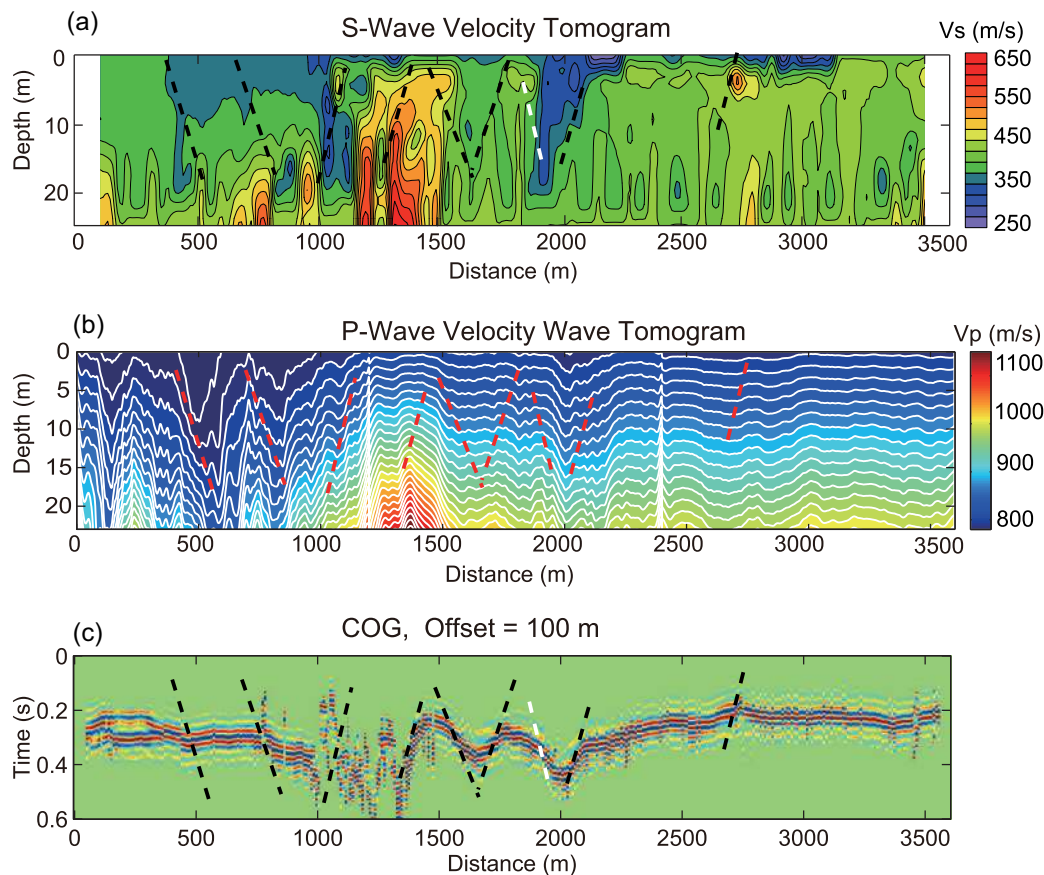 (a)
S-Wave Velocity Tomogram
Vs (m/s)
Depth (m)
0
10
20
0 500 1000 1500 2000 2500 3000 3500
Distance (m)
650
550
450
350
250
(b)
P-Wave Velocity Wave Tomogram
Vp (m/s)
Depth (m)
0
5
10
15
20
0 500 1000 1500 2000 2500 3000 3500
Distance (m)
1100
1000
900
800
(c)
COG, Offset = 100 m
Time (s)
0
0.2
0.4
0.6
0 500 1000 1500 2000 2500 3000 3500
Distance (m)